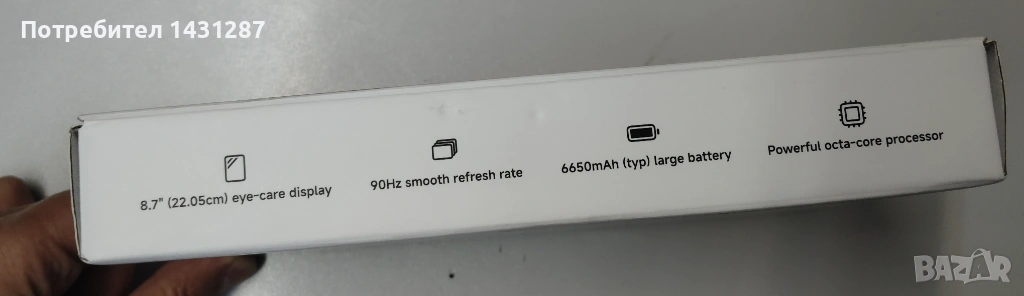 Потребител 1431287
8.7" (22.05cm) eye-care display
90Hz smooth refresh rate
6650mAh (typ) large battery
Powerful octa-core processor
BAZAR